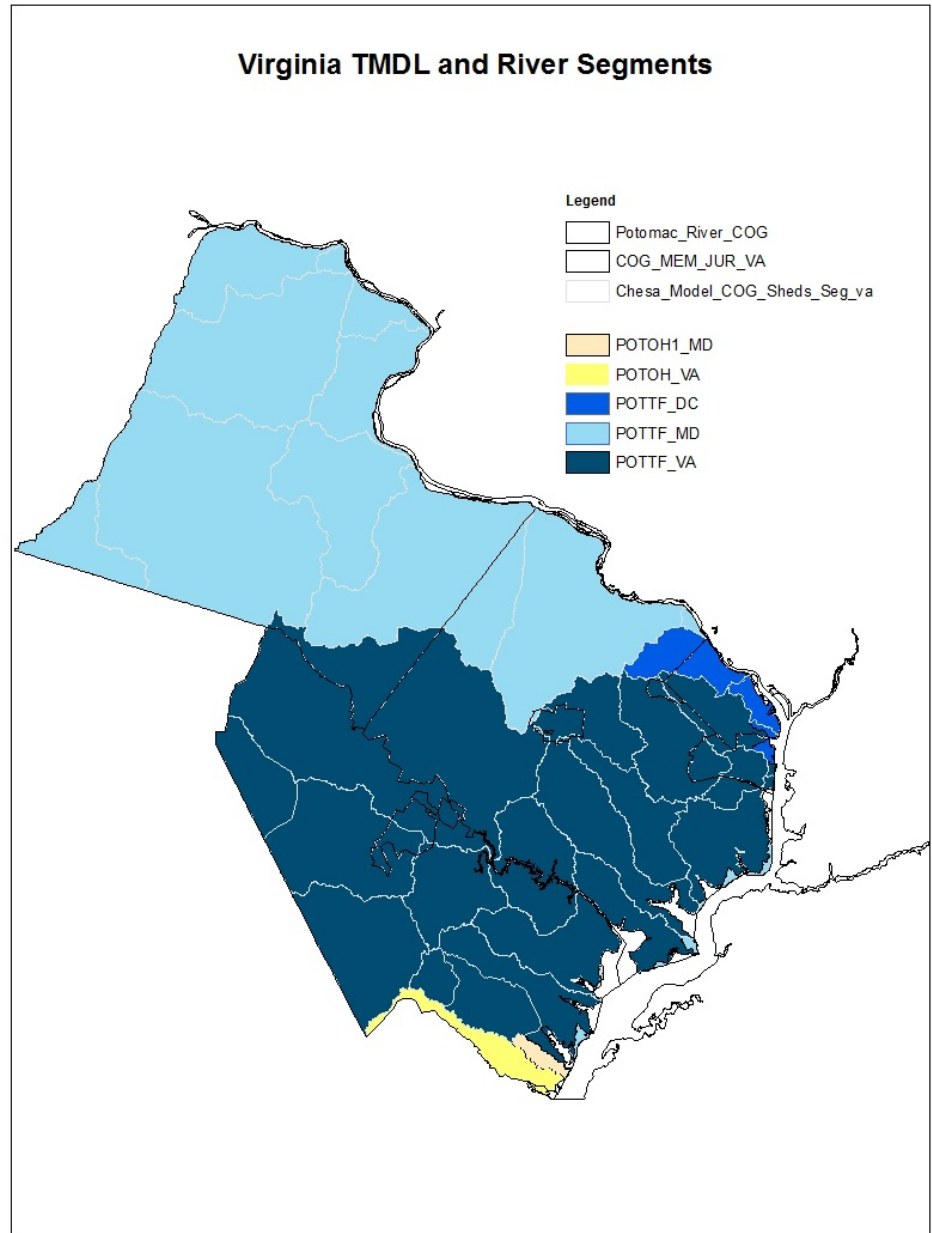 Virginia TMDL and River Segments
Legend
Potomac_River_COG
COG_MEM_JUR_VA
Chesa_Model_COG_Sheds_Seg_va
POTOH1_MD
POTOH_VA
POTTF_DC
POTTF_MD
POTTF_VA